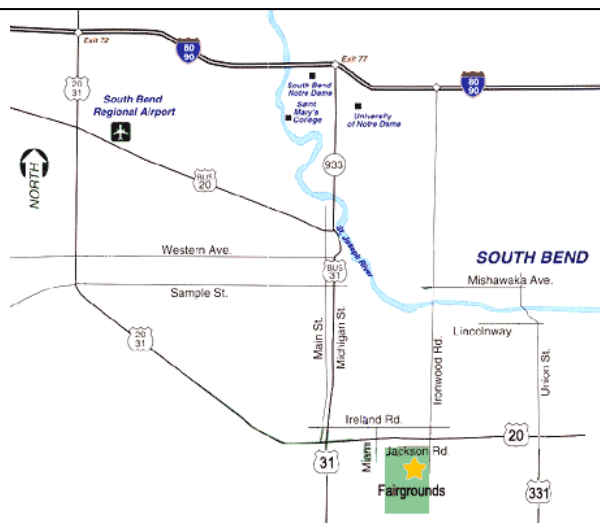 Exit 72
80
90
Exit 77
20
31
South Bend
Regional Airport
South Bend
Notre Dame
Saint
Mary's
College
University
of Notre Dame
80
90
NORTH
BUS
20
933
St. Joseph River
Western Ave.
BUS
31
SOUTH BEND
Mishawaka Ave.
Sample St.
20
31
Main St.
Michigan St.
Ironwood Rd.
Lincolnway
Union St.
Ireland Rd.
20
31
Miami
Jackson Rd.
Fairgrounds
331